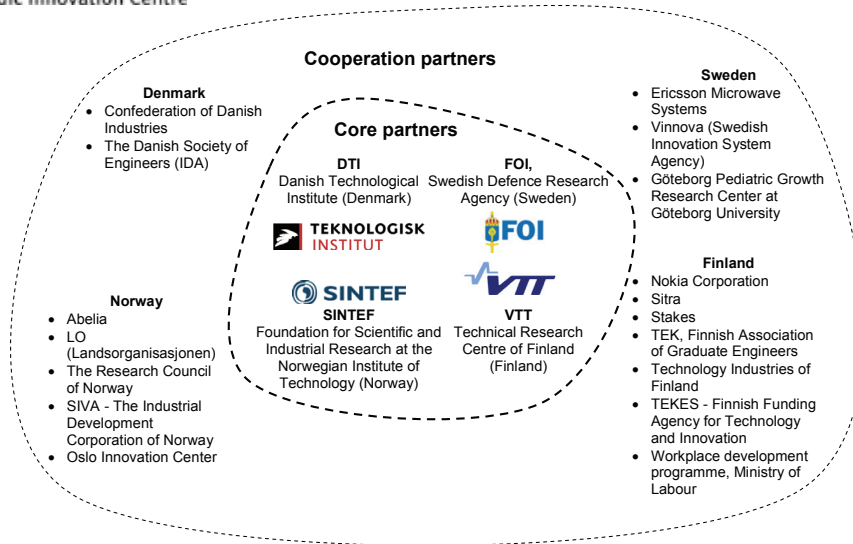 Innovation Centre
Cooperation partners
Denmark
• Confederation of Danish
Industries
• The Danish Society of
Engineers (IDA)
Sweden
• Ericsson Microwave
Systems
• Vinnova (Swedish
Innovation System
Agency)
• Göteborg Pediatric Growth
Research Center at
Göteborg University
Core partners
DTI
Danish Technological
Institute (Denmark)
FOI,
Swedish Defence Research
Agency (Sweden)
TEKNOLOGISK
INSTITUT
FOI
SINTEF
SINTEF
Foundation for Scientific and
Industrial Research at the
Norwegian Institute of
Technology (Norway)
VTT
VTT
Technical Research
Centre of Finland
(Finland)
Norway
• Abelia
• LO
(Landsorganisasjonen)
• The Research Council
of Norway
• SIVA - The Industrial
Development
Corporation of Norway
• Oslo Innovation Center
Finland
• Nokia Corporation
• Sitra
• Stakes
• TEK, Finnish Association
of Graduate Engineers
• Technology Industries of
Finland
• TEKES - Finnish Funding
Agency for Technology
and Innovation
• Workplace development
programme, Ministry of
Labour